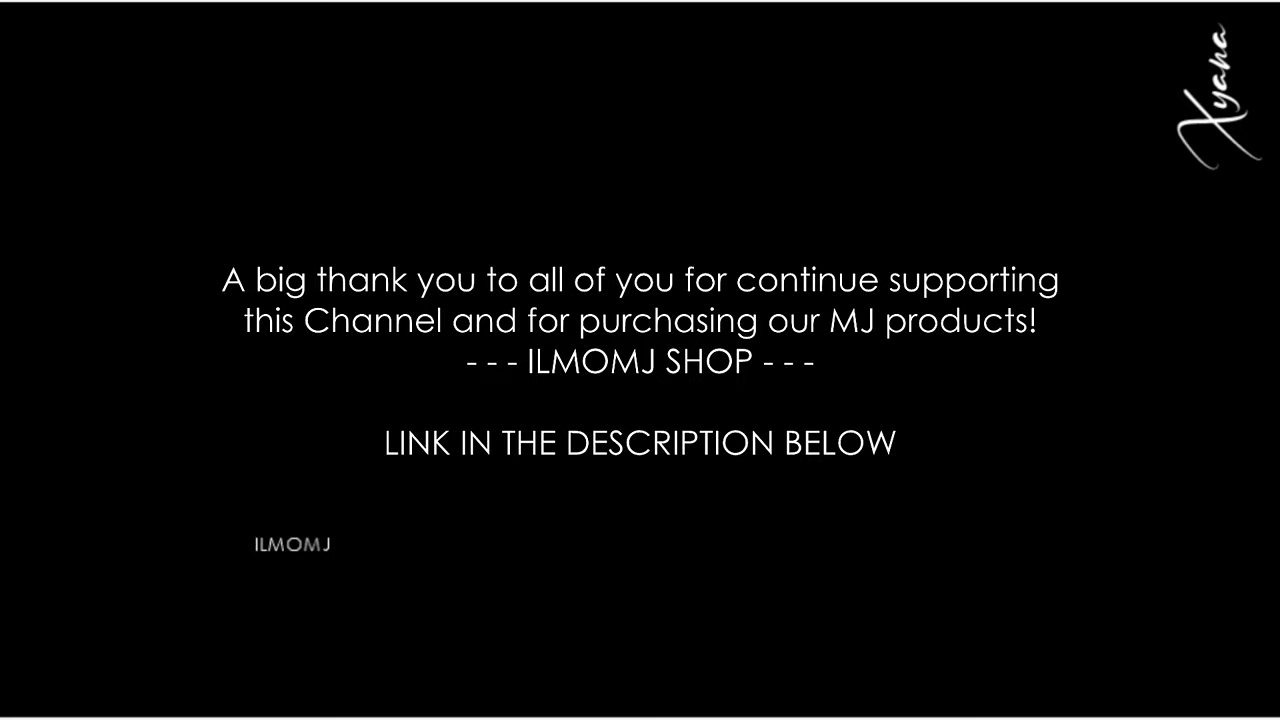 Xyana
A big thank you to all of you for continue supporting
this Channel and for purchasing our MJ products!
- - - ILMOMJ SHOP - - -
LINK IN THE DESCRIPTION BELOW
ILMOMJ